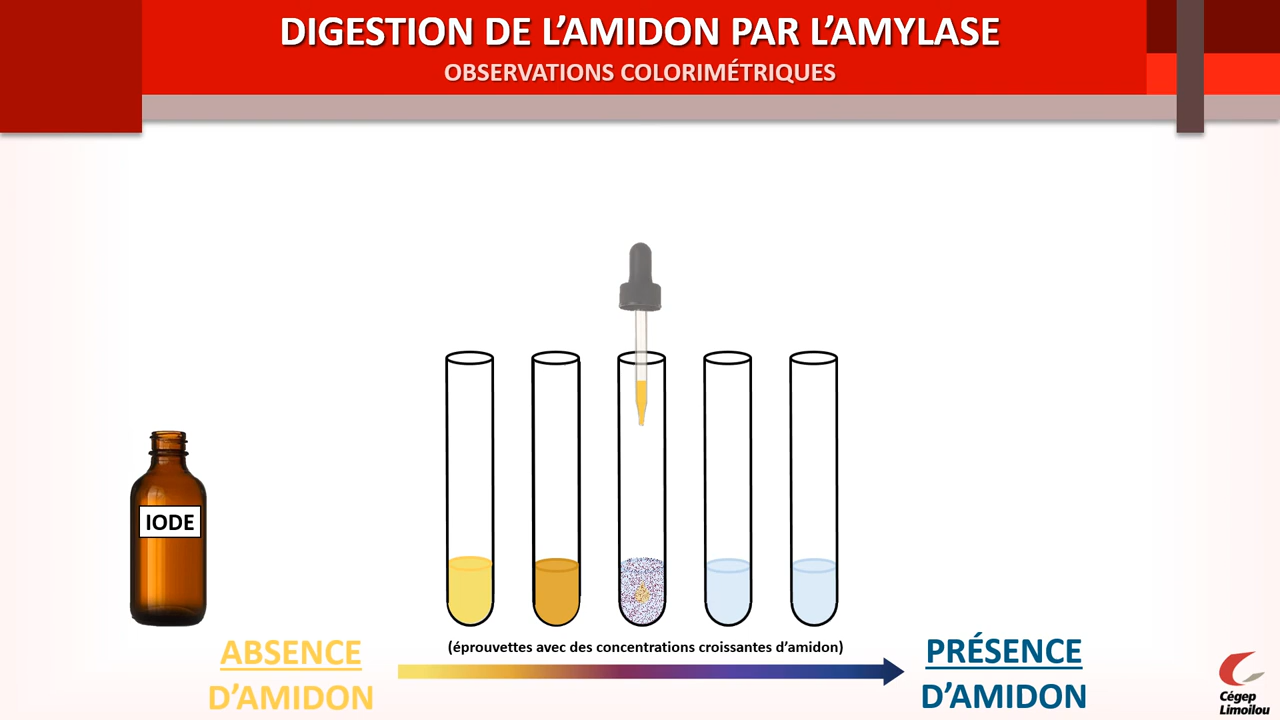 DIGESTION DE L’AMIDON PAR L’AMYLASE
OBSERVATIONS COLORIMÉTRIQUES
IODE
(éprouvettes avec des concentrations croissantes d’amidon)
ABSENCE
D’AMIDON
PRÉSENCE
D’AMIDON
Cégep
Limoilou